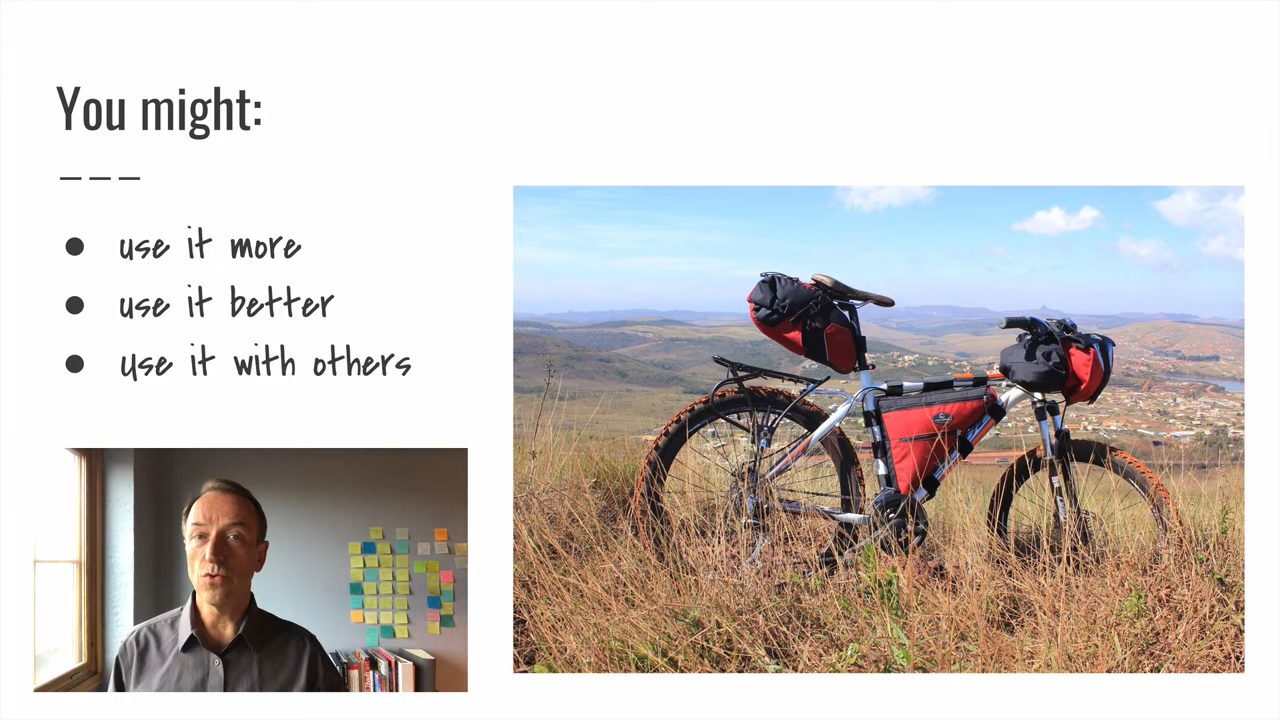 You might:
use it more
use it better
use it with others